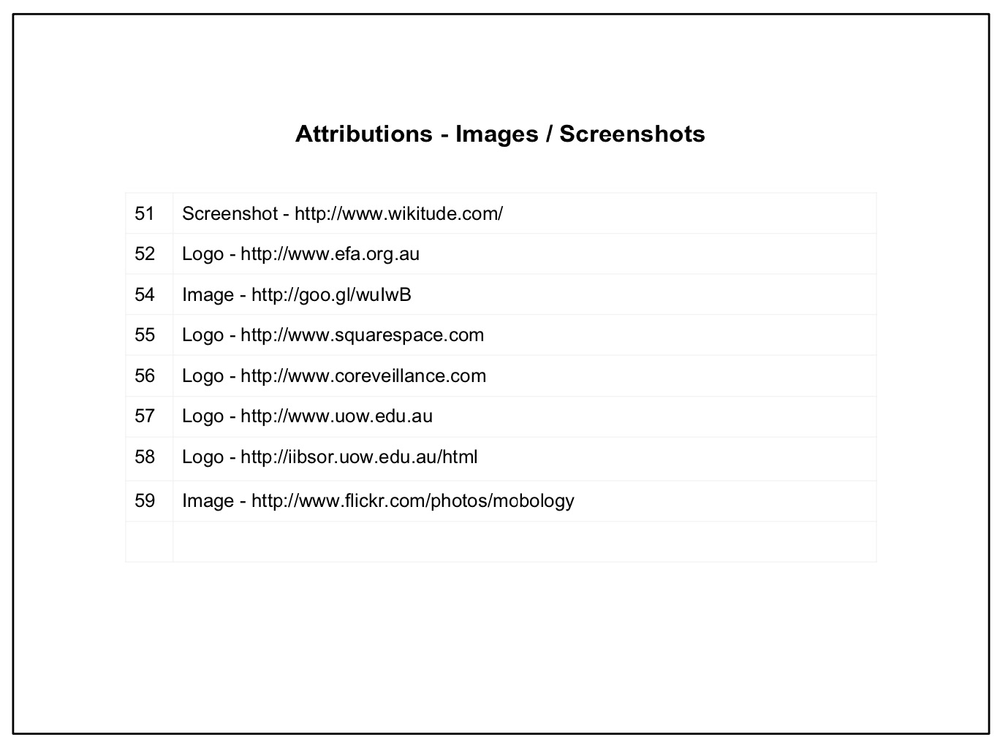 Attributions - Images / Screenshots
51 Screenshot - http://www.wikitude.com/
52 Logo - http://www.efa.org.au
54 Image - http://goo.gl/wuIwB
55 Logo - http://www.squarespace.com
56 Logo - http://www.coreveillance.com
57 Logo - http://www.uow.edu.au
58 Logo - http://iibsor.uow.edu.au/html
59 Image - http://www.flickr.com/photos/mobology